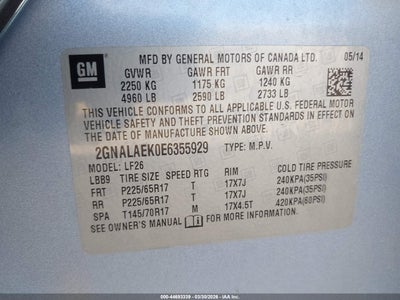 GM
MFD BY GENERAL MOTORS OF CANADA LTD. 05/14
GVWR GAWR FRT GAWR RR
2250 KG 1175 KG 1240 KG
4960 LB 2590 LB 2733 LB
THIS VEHICLE CONFORMS TO ALL APPLICABLE U.S. FEDERAL MOTOR
VEHICLE SAFETY AND THEFT PREVENTION STANDARDS IN EFFECT ON
THE DATE OF MANUFACTURE SHOWN ABOVE.
2GNALAEK0E6355929 TYPE: M.P.V.
MODEL: LF26
LBB9 TIRE SIZE SPEED RTG RIM COLD TIRE PRESSURE
FRT P225/65R17 T 17X7J 240KPA(35PSI)
RR P225/65R17 T 17X7J 240KPA(35PSI)
SPA T145/70R17 M 17X4.5T 420KPA(60PSI)
SEE OWNER'S MANUAL FOR ADDITIONAL INFORMATION.
000-44693339 - 03/30/2026 - IAA Inc.